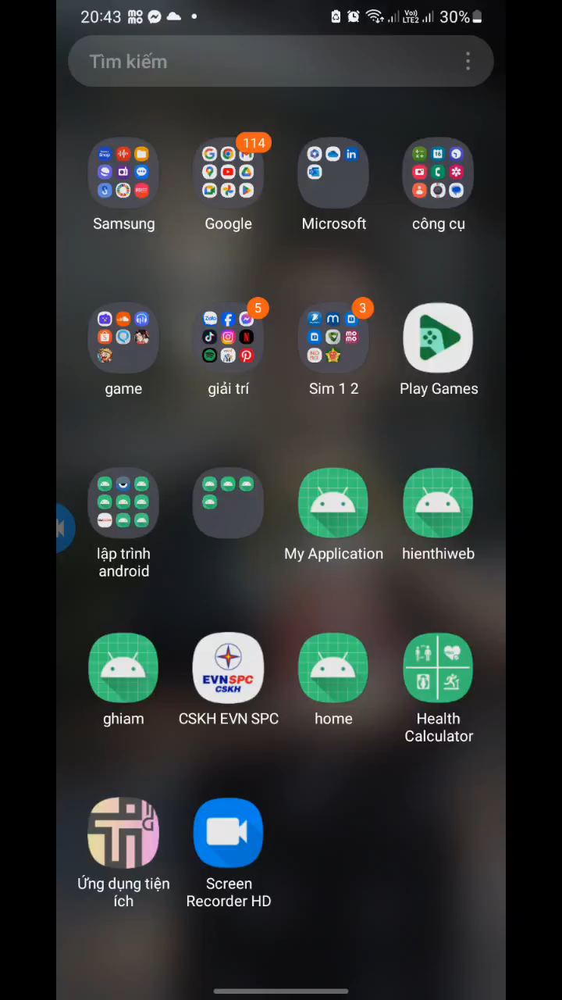 20:43
30%
Tìm kiếm
114
Samsung
Google
Microsoft
công cụ
5
3
game
giải trí
Sim 1 2
Play Games
lập trình
android
My Application
hienthiweb
EVNSPC
CSKH
ghiam
CSKH EVN SPC
home
Health
Calculator
Ứng dụng tiện
ích
Screen
Recorder HD